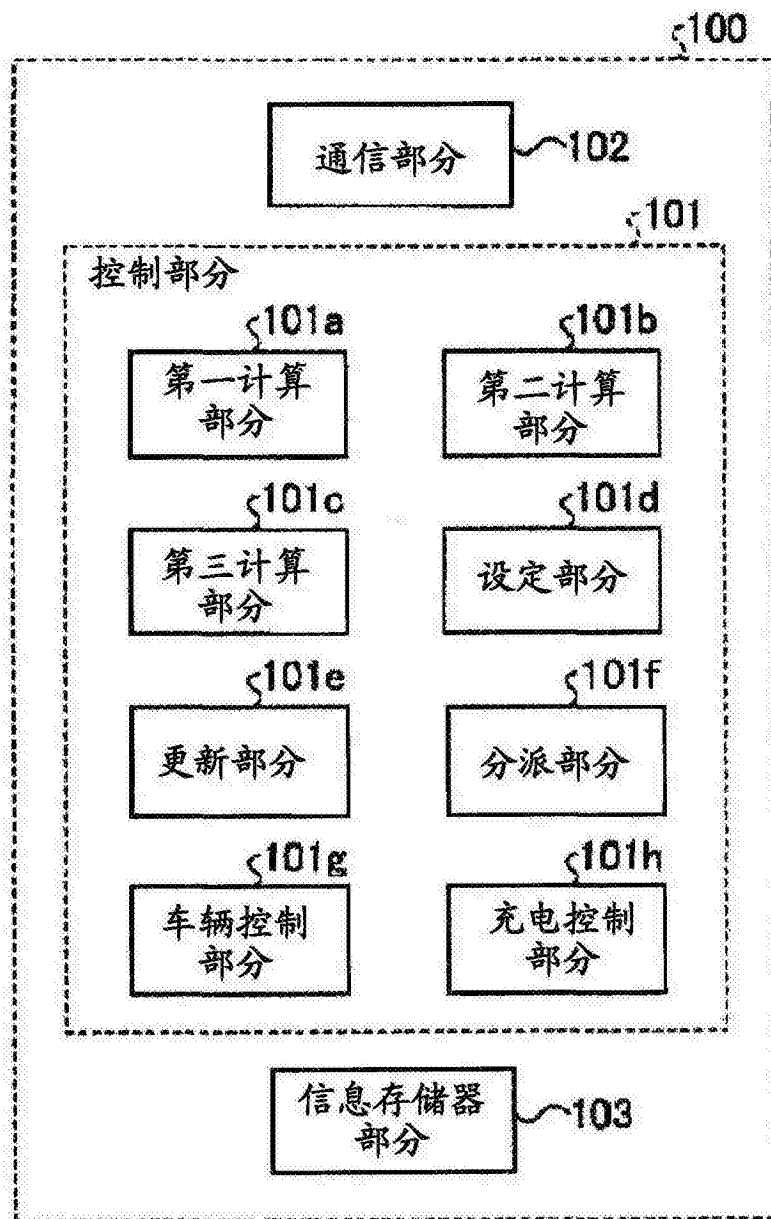 100
通信部分
102
101
控制部分
101a
第一计算
部分
101b
第二计算
部分
101c
第三计算
部分
101d
设定部分
101e
更新部分
101f
分派部分
101g
车辆控制
部分
101h
充电控制
部分
信息存储器
部分
103